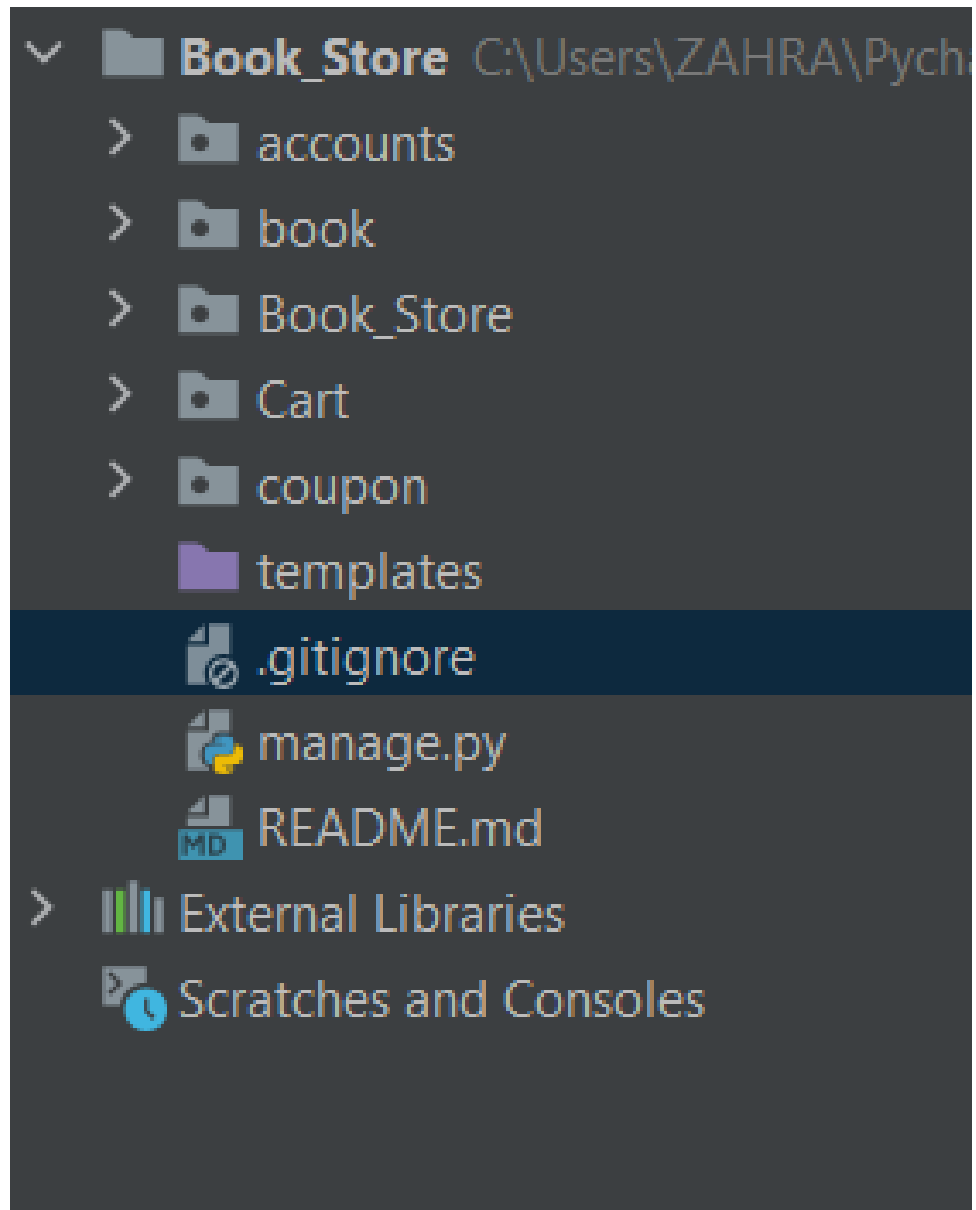 Book_Store C:\Users\ZAHRA\Pych
accounts
book
Book_Store
Cart
coupon
templates
.gitignore
manage.py
MD README.md
External Libraries
Scratches and Consoles